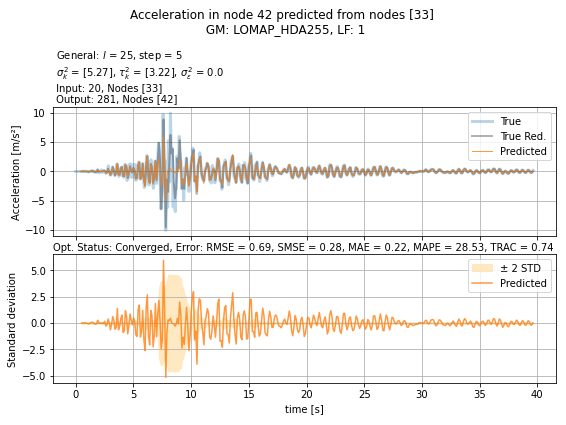 Acceleration in node 42 predicted from nodes [33]
GM: LOMAP_HDA255, LF: 1
General: l = 25, step = 5
σ²ₖ = [5.27], τ²ₖ = [3.22], σ²ε = 0.0
Input: 20, Nodes [33]
Output: 281, Nodes [42]
10
5
0
−5
−10
Acceleration [m/s²]
True
True Red.
Predicted
Opt. Status: Converged, Error: RMSE = 0.69, SMSE = 0.28, MAE = 0.22, MAPE = 28.53, TRAC = 0.74
5.0
2.5
0.0
−2.5
−5.0
Standard deviation
± 2 STD
Predicted
0 5 10 15 20 25 30 35 40
time [s]